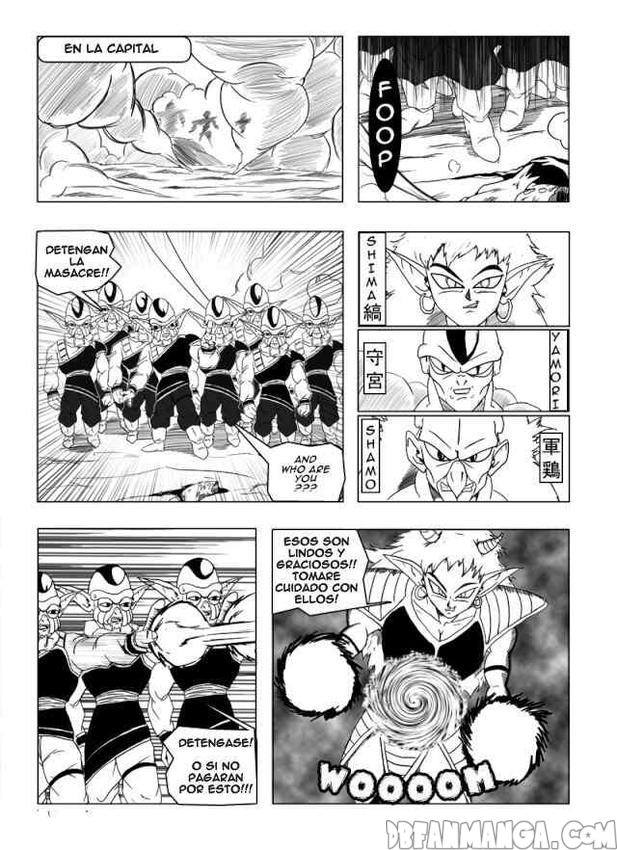 EN LA CAPITAL
FOOP
DETENGAN
LA
MASACRE!!
AND
WHO ARE
YOU
???
SHIMA
縞
守宮
YAMORI
SHAMO
軍鶏
DETENGASE!
O SI NO
PAGARAN
POR ESTO!!!
ESOS SON
LINDOS Y
GRACIOSOS!!
TOMARE
CUIDADO CON
ELLOS!
WOOOOM
DBFANMANGA.COM